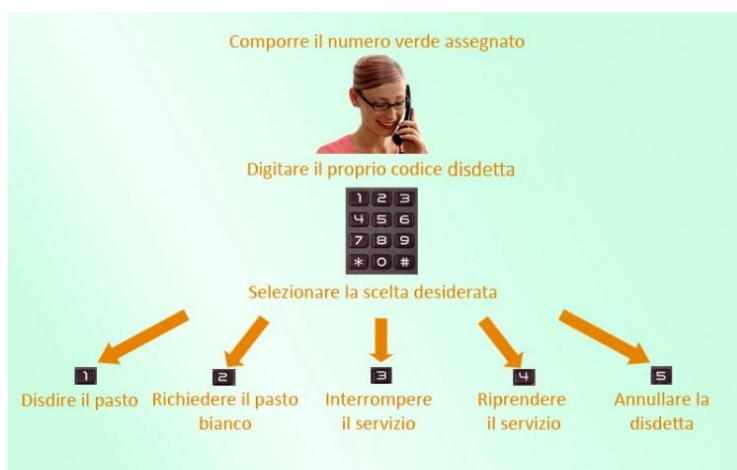 Comporre il numero verde assegnato
Digitare il proprio codice disdetta
1 2 3
4 5 6
7 8 9
* 0 #
Selezionare la scelta desiderata
1
Disdire il pasto
2
Richiedere il pasto
bianco
3
Interrompere
il servizio
4
Riprendere
il servizio
5
Annullare la
disdetta